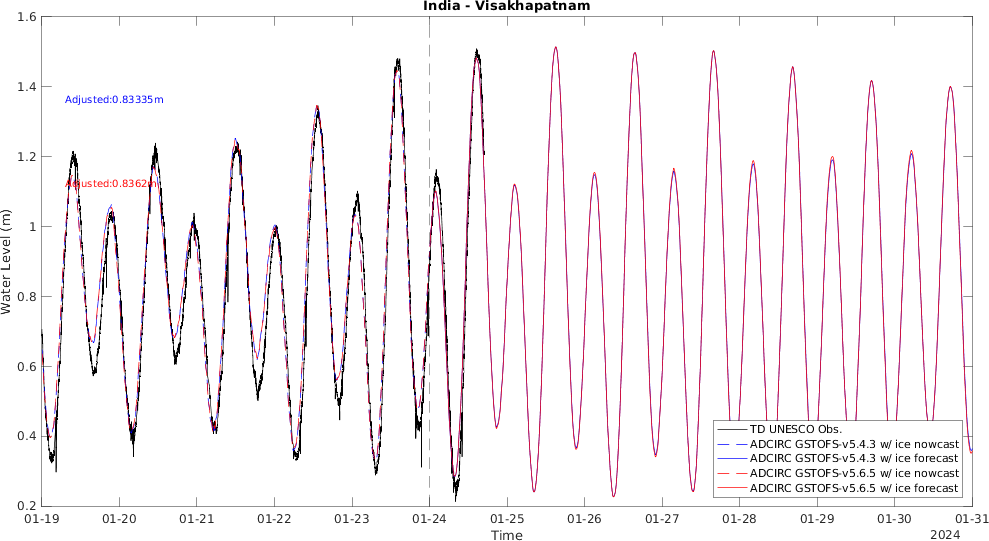 India - Visakhapatnam
1.6
1.4
1.2
1
0.8
0.6
0.4
0.2
Water Level (m)
Adjusted:0.83335m
Adjusted:0.8362m
TD UNESCO Obs.
ADCIRC GSTOFS-v5.4.3 w/ ice nowcast
ADCIRC GSTOFS-v5.4.3 w/ ice forecast
ADCIRC GSTOFS-v5.6.5 w/ ice nowcast
ADCIRC GSTOFS-v5.6.5 w/ ice forecast
01-19 01-20 01-21 01-22 01-23 01-24 01-25 01-26 01-27 01-28 01-29 01-30 01-31
Time
2024